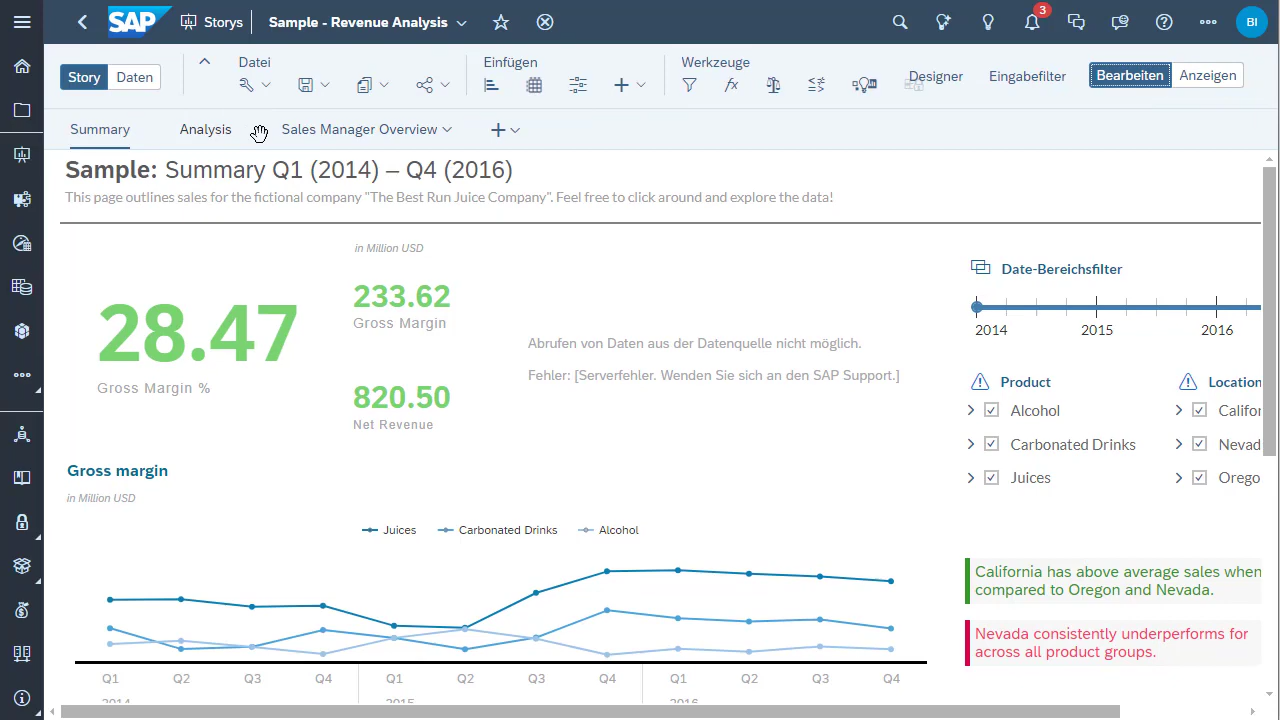 SAP
Storys
Sample - Revenue Analysis
3
BI
Story
Daten
Datei
Einfügen
Werkzeuge
fx
Designer
Eingabefilter
Bearbeiten
Anzeigen
Summary
Analysis
Sales Manager Overview
Sample: Summary Q1 (2014) – Q4 (2016)
This page outlines sales for the fictional company "The Best Run Juice Company". Feel free to click around and explore the data!
28.47
Gross Margin %
in Million USD
233.62
Gross Margin
820.50
Net Revenue
Abrufen von Daten aus der Datenquelle nicht möglich.
Fehler: [Serverfehler. Wenden Sie sich an den SAP Support.]
Date-Bereichsfilter
2014 2015 2016
Product
Alcohol
Carbonated Drinks
Juices
Location
Califor
Nevad
Orego
Gross margin
in Million USD
Juices Carbonated Drinks Alcohol
Q1 Q2 Q3 Q4 Q1 Q2 Q3 Q4 Q1 Q2 Q3 Q4
2014 2015 2016
California has above average sales when
compared to Oregon and Nevada.
Nevada consistently underperforms for
across all product groups.